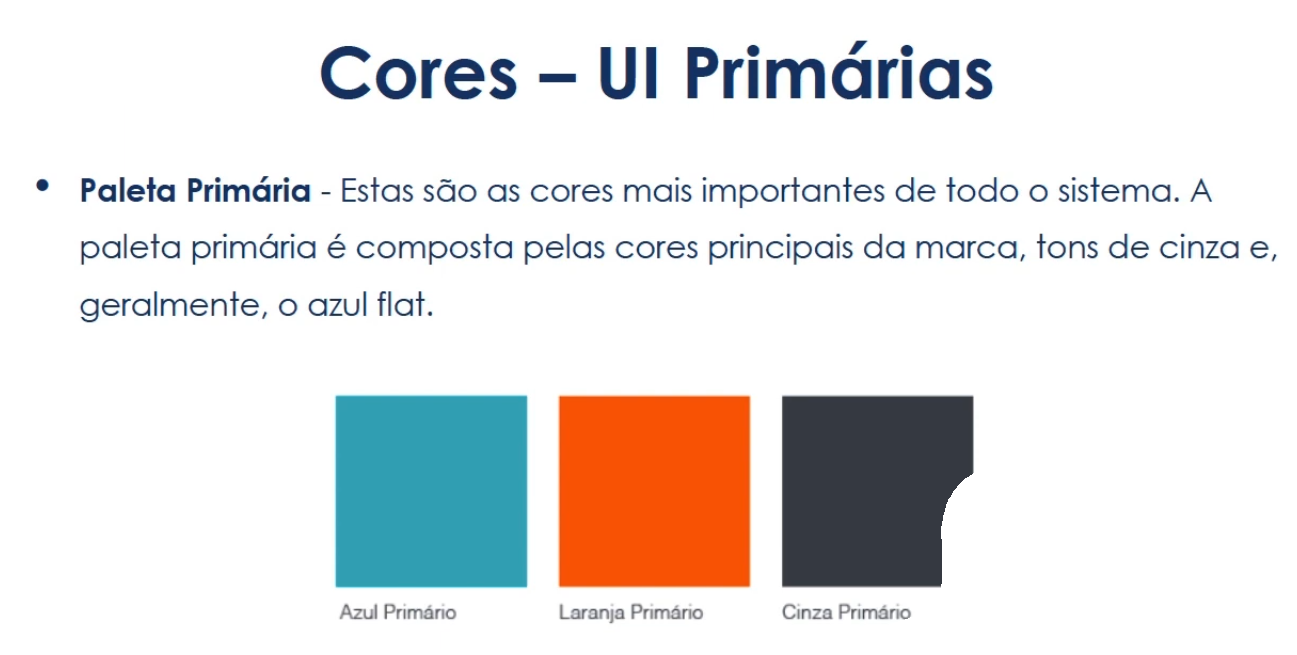 Cores – UI Primárias
• Paleta Primária - Estas são as cores mais importantes de todo o sistema. A
paleta primária é composta pelas cores principais da marca, tons de cinza e,
geralmente, o azul flat.
Azul Primário
Laranja Primário
Cinza Primário